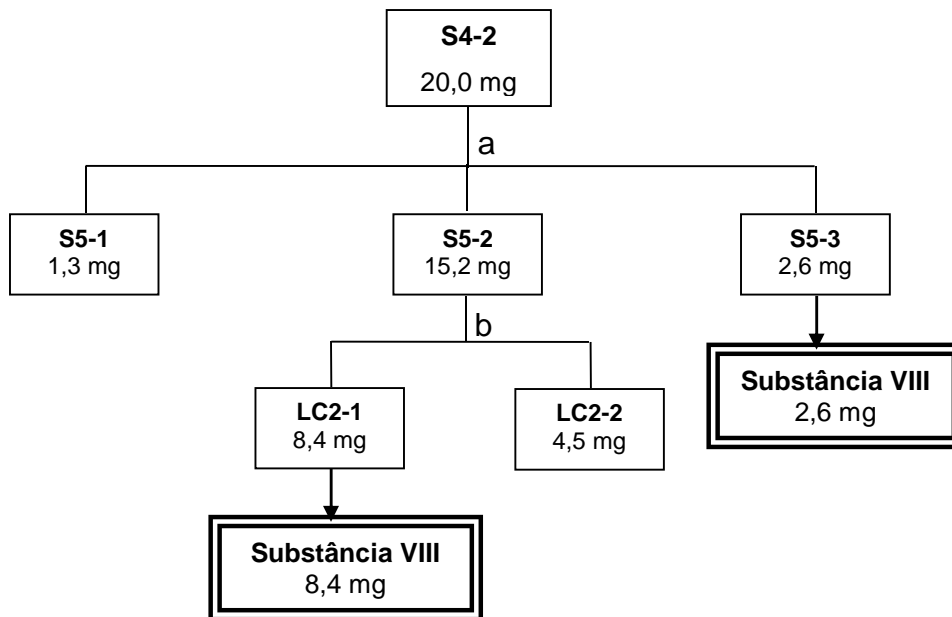 S4-2
20,0 mg
a
S5-1
1,3 mg
S5-2
15,2 mg
S5-3
2,6 mg
b
Substância VIII
2,6 mg
LC2-1
8,4 mg
LC2-2
4,5 mg
Substância VIII
8,4 mg